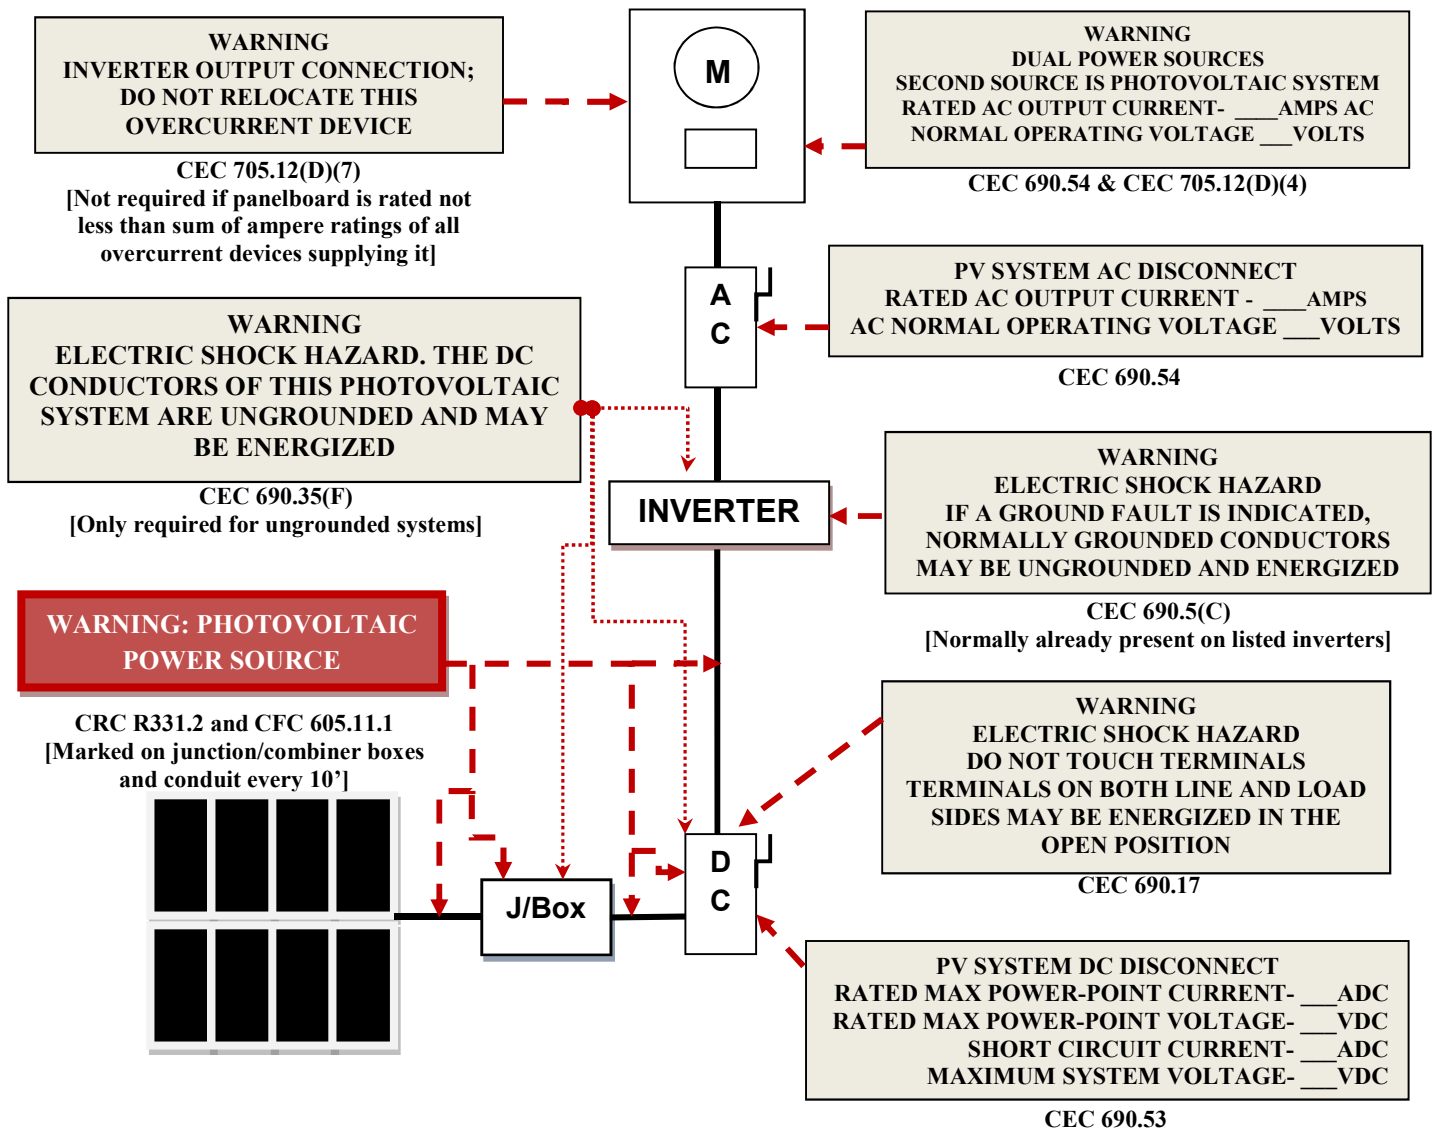 WARNING
INVERTER OUTPUT CONNECTION;
DO NOT RELOCATE THIS
OVERCURRENT DEVICE
CEC 705.12(D)(7)
[Not required if panelboard is rated not
less than sum of ampere ratings of all
overcurrent devices supplying it]
M
WARNING
DUAL POWER SOURCES
SECOND SOURCE IS PHOTOVOLTAIC SYSTEM
RATED AC OUTPUT CURRENT- ____AMPS AC
NORMAL OPERATING VOLTAGE ___VOLTS
CEC 690.54 & CEC 705.12(D)(4)
A
C
PV SYSTEM AC DISCONNECT
RATED AC OUTPUT CURRENT - ____AMPS
AC NORMAL OPERATING VOLTAGE ___VOLTS
CEC 690.54
WARNING
ELECTRIC SHOCK HAZARD. THE DC
CONDUCTORS OF THIS PHOTOVOLTAIC
SYSTEM ARE UNGROUNDED AND MAY
BE ENERGIZED
CEC 690.35(F)
[Only required for ungrounded systems]
INVERTER
WARNING
ELECTRIC SHOCK HAZARD
IF A GROUND FAULT IS INDICATED,
NORMALLY GROUNDED CONDUCTORS
MAY BE UNGROUNDED AND ENERGIZED
CEC 690.5(C)
[Normally already present on listed inverters]
WARNING: PHOTOVOLTAIC
POWER SOURCE
CRC R331.2 and CFC 605.11.1
[Marked on junction/combiner boxes
and conduit every 10’]
WARNING
ELECTRIC SHOCK HAZARD
DO NOT TOUCH TERMINALS
TERMINALS ON BOTH LINE AND LOAD
SIDES MAY BE ENERGIZED IN THE
OPEN POSITION
CEC 690.17
J/Box
D
C
PV SYSTEM DC DISCONNECT
RATED MAX POWER-POINT CURRENT- ___ADC
RATED MAX POWER-POINT VOLTAGE- ___VDC
SHORT CIRCUIT CURRENT- ___ADC
MAXIMUM SYSTEM VOLTAGE- ___VDC
CEC 690.53